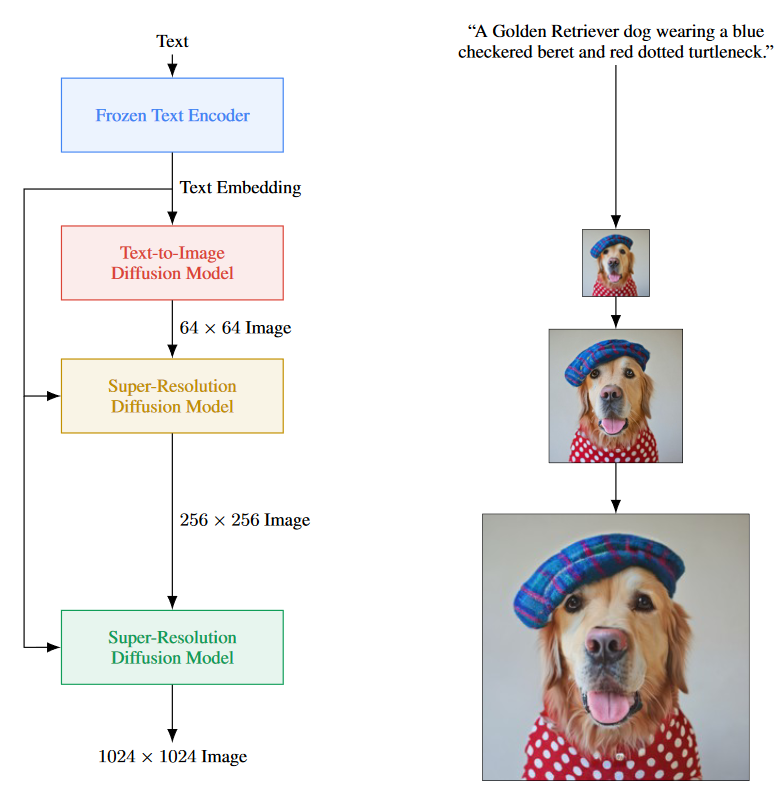 Text
Frozen Text Encoder
Text Embedding
Text-to-Image
Diffusion Model
64 × 64 Image
Super-Resolution
Diffusion Model
256 × 256 Image
Super-Resolution
Diffusion Model
1024 × 1024 Image
“A Golden Retriever dog wearing a blue
checkered beret and red dotted turtleneck.”